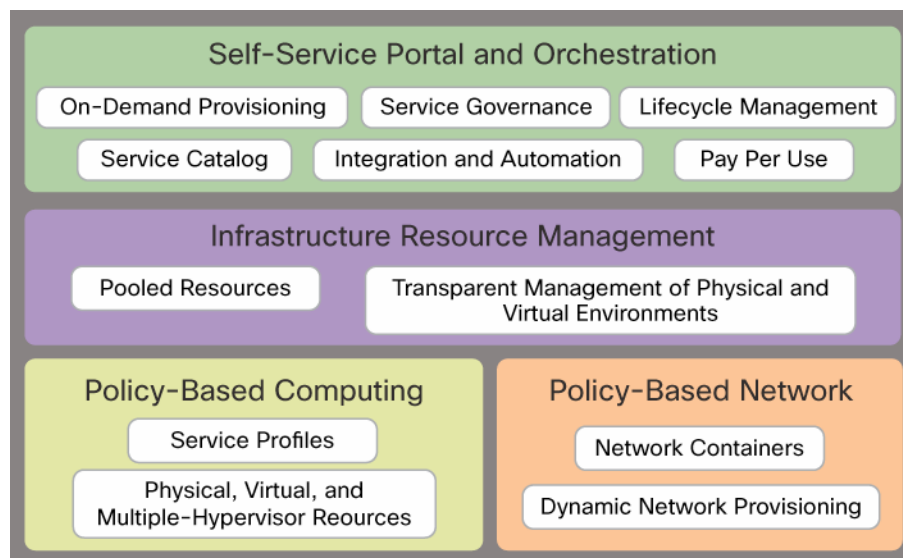 Self-Service Portal and Orchestration
On-Demand Provisioning
Service Governance
Lifecycle Management
Service Catalog
Integration and Automation
Pay Per Use
Infrastructure Resource Management
Pooled Resources
Transparent Management of Physical and
Virtual Environments
Policy-Based Computing
Service Profiles
Physical, Virtual, and
Multiple-Hypervisor Reources
Policy-Based Network
Network Containers
Dynamic Network Provisioning